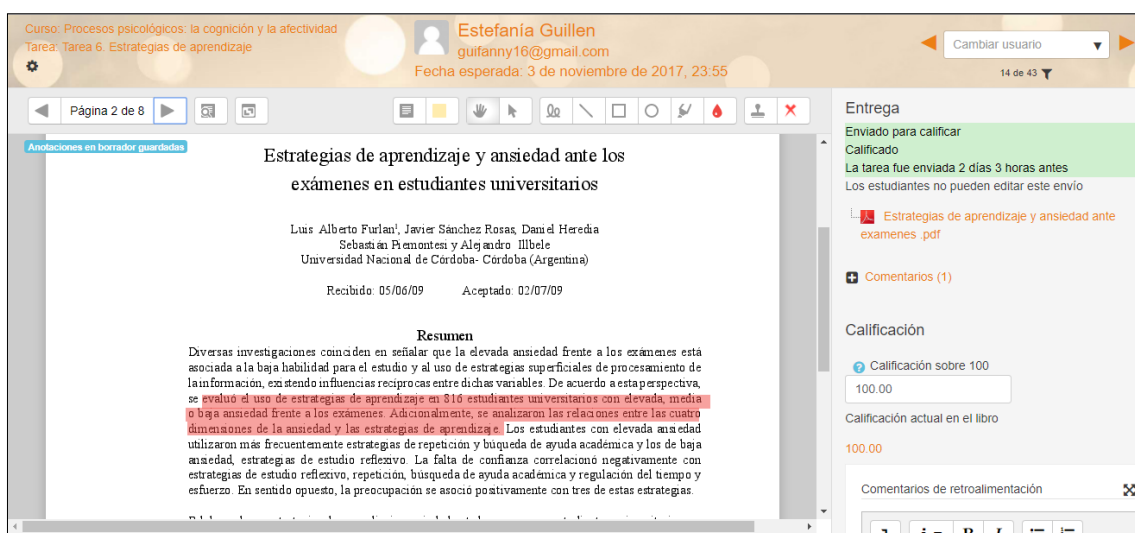 Curso: Procesos psicológicos: la cognición y la afectividad
Tarea: Tarea 6. Estrategias de aprendizaje
Estefanía Guillen
guifanny16@gmail.com
Fecha esperada: 3 de noviembre de 2017, 23:55
Cambiar usuario
14 de 43
Página 2 de 8
Anotaciones en borrador guardadas
Estrategias de aprendizaje y ansiedad ante los
exámenes en estudiantes universitarios
Luis Alberto Furlan¹, Javier Sánchez Rosas, Daniel Heredia
Sebastián Piemontesi y Alejandro Illbele
Universidad Nacional de Córdoba- Córdoba (Argentina)
Recibido: 05/06/09 Aceptado: 02/07/09
Resumen
Diversas investigaciones coinciden en señalar que la elevada ansiedad frente a los exámenes está
asociada a la baja habilidad para el estudio y al uso de estrategias superficiales de procesamiento de
la información, existendo influencias recíprocas entre dichas variables. De acuerdo a esta perspectiva,
se evaluó el uso de estrategias de aprendizaje en 816 estudiantes universitarios con elevada, media
o baja ansiedad frente a los exámenes. Adicionalmente, se analizaron las relaciones entre las cuatro
dimensiones de la ansiedad y las estrategias de aprendizaje. Los estudiantes con elevada ansiedad
utilizaron más frecuentemente estrategias de repetición y búqueda de ayuda académica y los de baja
ansiedad, estrategias de estudio reflexivo. La falta de confianza correlacionó negativamente con
estrategias de estudio reflexivo, repetición, búsqueda de ayuda académica y regulación del tiempo y
esfuerzo. En sentido opuesto, la preocupación se asoció positivamente con tres de estas estrategias.
Entrega
Enviado para calificar
Calificado
La tarea fue enviada 2 días 3 horas antes
Los estudiantes no pueden editar este envío
Estrategias de aprendizaje y ansiedad ante
examenes .pdf
Comentarios (1)
Calificación
Calificación sobre 100
100.00
Calificación actual en el libro
100.00
Comentarios de retroalimentación